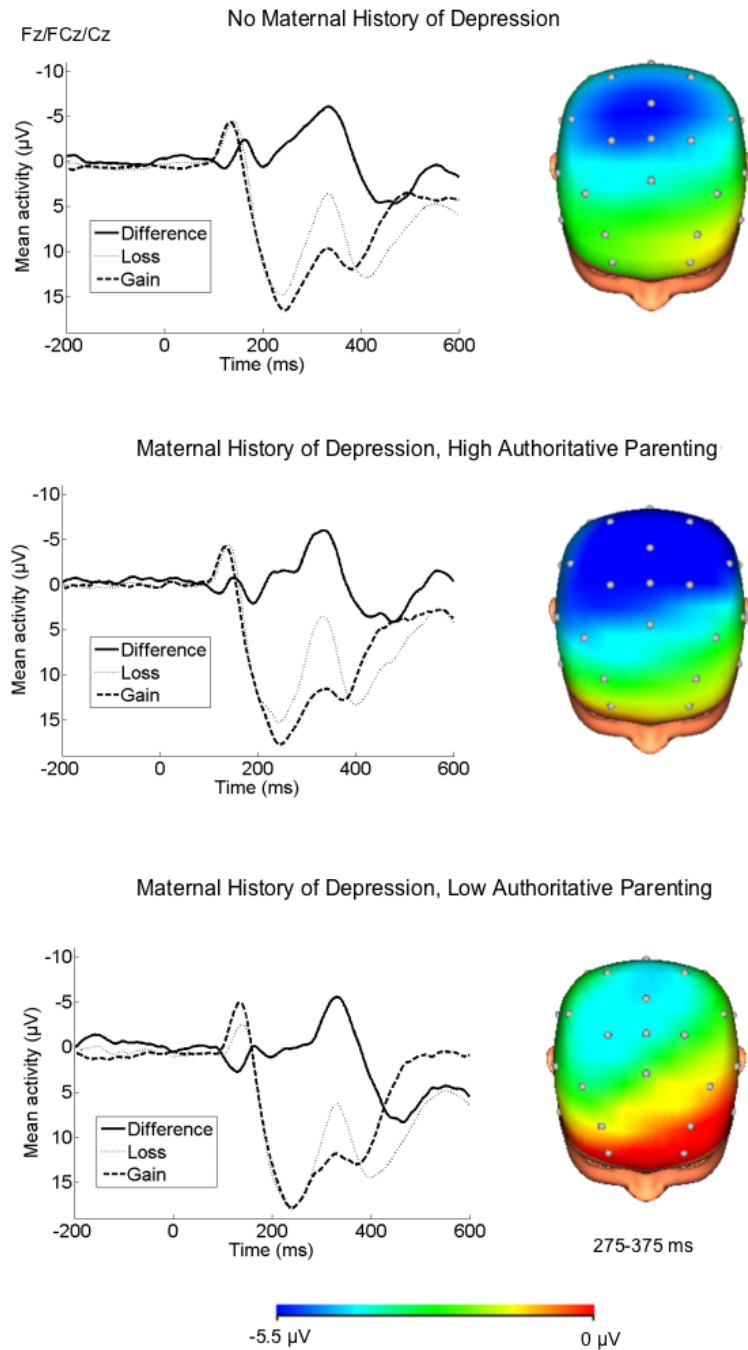 No Maternal History of Depression
Fz/FCz/Cz
Mean activity (µV)
-10
-5
0
5
10
15
Difference
Loss
Gain
-200 0 200 400 600
Time (ms)
Maternal History of Depression, High Authoritative Parenting
Mean activity (µV)
-10
-5
0
5
10
15
Difference
Loss
Gain
-200 0 200 400 600
Time (ms)
Maternal History of Depression, Low Authoritative Parenting
Mean activity (µV)
-10
-5
0
5
10
15
Difference
Loss
Gain
-200 0 200 400 600
Time (ms)
275-375 ms
-5.5 µV 0 µV